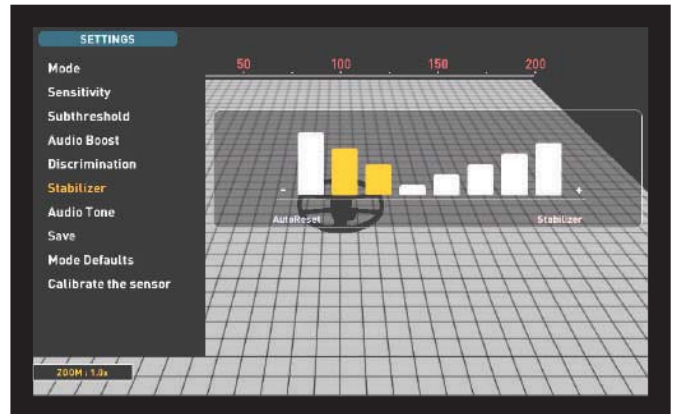 SETTINGS
Mode
Sensitivity
Subthreshold
Audio Boost
Discrimination
Stabilizer
Audio Tone
Save
Mode Defaults
Calibrate the sensor
50 100 150 200
- +
AutoReset Stabilizer
ZOOM : 1.0x